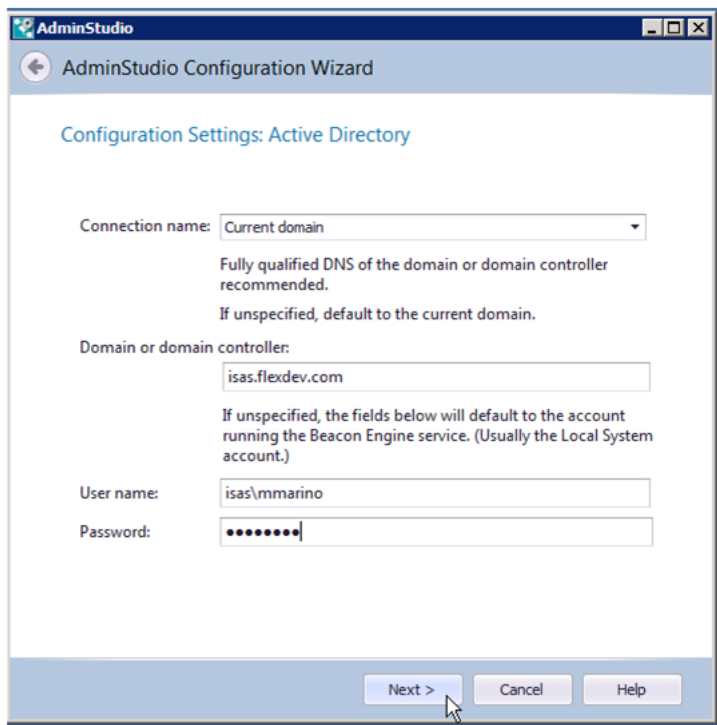 AdminStudio
AdminStudio Configuration Wizard
Configuration Settings: Active Directory
Connection name: Current domain
Fully qualified DNS of the domain or domain controller
recommended.
If unspecified, default to the current domain.
Domain or domain controller:
isas.flexdev.com
If unspecified, the fields below will default to the account
running the Beacon Engine service. (Usually the Local System
account.)
User name: isas\mmarino
Password: ••••••••
Next > Cancel Help